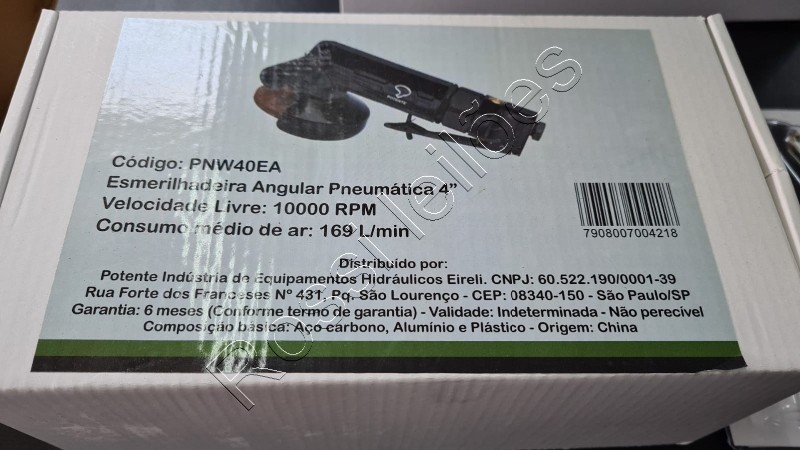 Código: PNW40EA
Esmerilhadeira Angular Pneumática 4”
Velocidade Livre: 10000 RPM
Consumo médio de ar: 169 L/min
7908007004218
Distribuído por:
Potente Indústria de Equipamentos Hidráulicos Eireli. CNPJ: 60.522.190/0001-39
Rua Forte dos Franceses Nº 431, Pq. São Lourenço - CEP: 08340-150 - São Paulo/SP
Garantia: 6 meses (Conforme termo de garantia) - Validade: Indeterminada - Não perecível
Composição básica: Aço carbono, Alumínio e Plástico - Origem: China
Rossi leilões